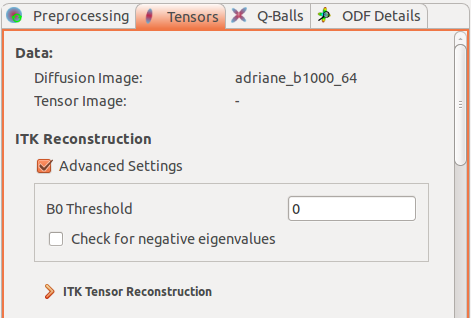 Preprocessing Tensors Q-Balls ODF Details
Data:
Diffusion Image: adriane_b1000_64
Tensor Image: -
ITK Reconstruction
Advanced Settings
B0 Threshold 0
Check for negative eigenvalues
ITK Tensor Reconstruction